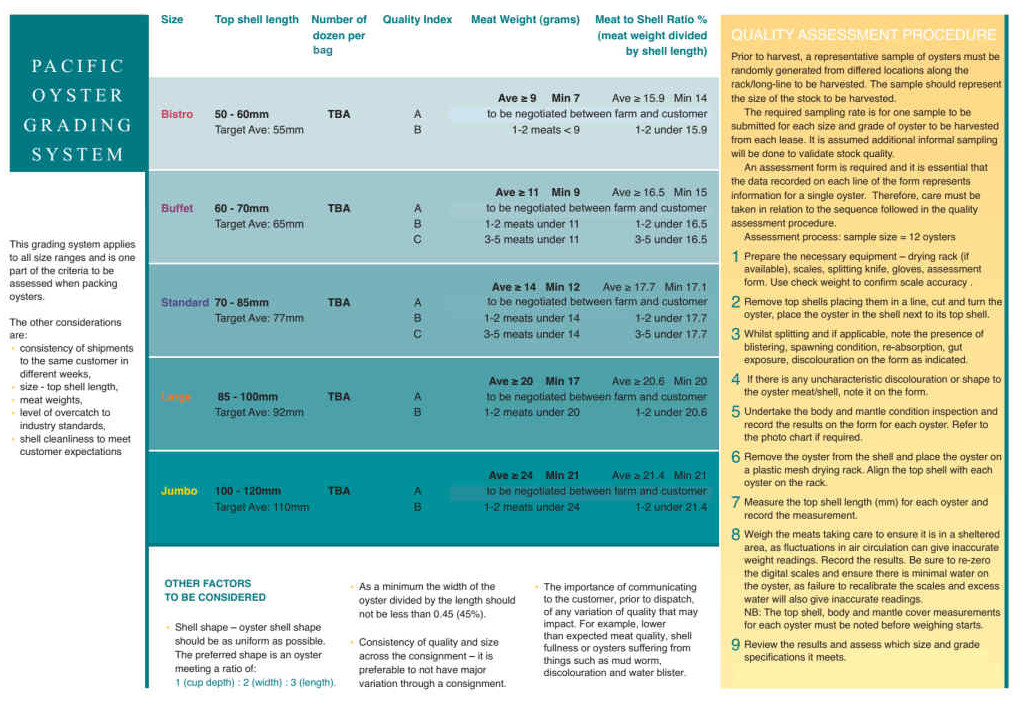 PACIFIC
OYSTER
GRADING
SYSTEM
This grading system applies
to all size ranges and is one
part of the criteria to be
assessed when packing
oysters.
The other considerations
are:
• consistency of shipments
to the same customer in
different weeks,
• size - top shell length,
• meat weights,
• level of overcatch to
industry standards,
• shell cleanliness to meet
customer expectations
Size Top shell length Number of dozen per bag Quality Index Meat Weight (grams) Meat to Shell Ratio % (meat weight divided by shell length)
Ave ≥ 9 Min 7 Ave ≥ 15.9 Min 14
Bistro 50 - 60mm TBA A to be negotiated between farm and customer
Target Ave: 55mm B 1-2 meats < 9 1-2 under 15.9
Ave ≥ 11 Min 9 Ave ≥ 16.5 Min 15
Buffet 60 - 70mm TBA A to be negotiated between farm and customer
Target Ave: 65mm B 1-2 meats under 11 1-2 under 16.5
C 3-5 meats under 11 3-5 under 16.5
Ave ≥ 14 Min 12 Ave ≥ 17.7 Min 17.1
Standard 70 - 85mm TBA A to be negotiated between farm and customer
Target Ave: 77mm B 1-2 meats under 14 1-2 under 17.7
C 3-5 meats under 14 3-5 under 17.7
Ave ≥ 20 Min 17 Ave ≥ 20.6 Min 20
Large 85 - 100mm TBA A to be negotiated between farm and customer
Target Ave: 92mm B 1-2 meats under 20 1-2 under 20.6
Ave ≥ 24 Min 21 Ave ≥ 21.4 Min 21
Jumbo 100 - 120mm TBA A to be negotiated between farm and customer
Target Ave: 110mm B 1-2 meats under 24 1-2 under 21.4
OTHER FACTORS
TO BE CONSIDERED
• Shell shape – oyster shell shape
should be as uniform as possible.
The preferred shape is an oyster
meeting a ratio of:
1 (cup depth) : 2 (width) : 3 (length).
• As a minimum the width of the
oyster divided by the length should
not be less than 0.45 (45%).
• Consistency of quality and size
across the consignment – it is
preferable to not have major
variation through a consignment.
• The importance of communicating
to the customer, prior to dispatch,
of any variation of quality that may
impact. For example, lower
than expected meat quality, shell
fullness or oysters suffering from
things such as mud worm,
discolouration and water blister.
QUALITY ASSESSMENT PROCEDURE
Prior to harvest, a representative sample of oysters must be
randomly generated from differed locations along the
rack/long-line to be harvested. The sample should represent
the size of the stock to be harvested.
The required sampling rate is for one sample to be
submitted for each size and grade of oyster to be harvested
from each lease. It is assumed additional informal sampling
will be done to validate stock quality.
An assessment form is required and it is essential that
the data recorded on each line of the form represents
information for a single oyster. Therefore, care must be
taken in relation to the sequence followed in the quality
assessment procedure.
Assessment process: sample size = 12 oysters
1 Prepare the necessary equipment – drying rack (if
available), scales, splitting knife, gloves, assessment
form. Use check weight to confirm scale accuracy .
2 Remove top shells placing them in a line, cut and turn the
oyster, place the oyster in the shell next to its top shell.
3 Whilst splitting and if applicable, note the presence of
blistering, spawning condition, re-absorption, gut
exposure, discolouration on the form as indicated.
4 If there is any uncharacteristic discolouration or shape to
the oyster meat/shell, note it on the form.
5 Undertake the body and mantle condition inspection and
record the results on the form for each oyster. Refer to
the photo chart if required.
6 Remove the oyster from the shell and place the oyster on
a plastic mesh drying rack. Align the top shell with each
oyster on the rack.
7 Measure the top shell length (mm) for each oyster and
record the measurement.
8 Weigh the meats taking care to ensure it is in a sheltered
area, as fluctuations in air circulation can give inaccurate
weight readings. Record the results. Be sure to re-zero
the digital scales and ensure there is minimal water on
the oyster, as failure to recalibrate the scales and excess
water will also give inaccurate readings.
NB: The top shell, body and mantle cover measurements
for each oyster must be noted before weighing starts.
9 Review the results and assess which size and grade
specifications it meets.